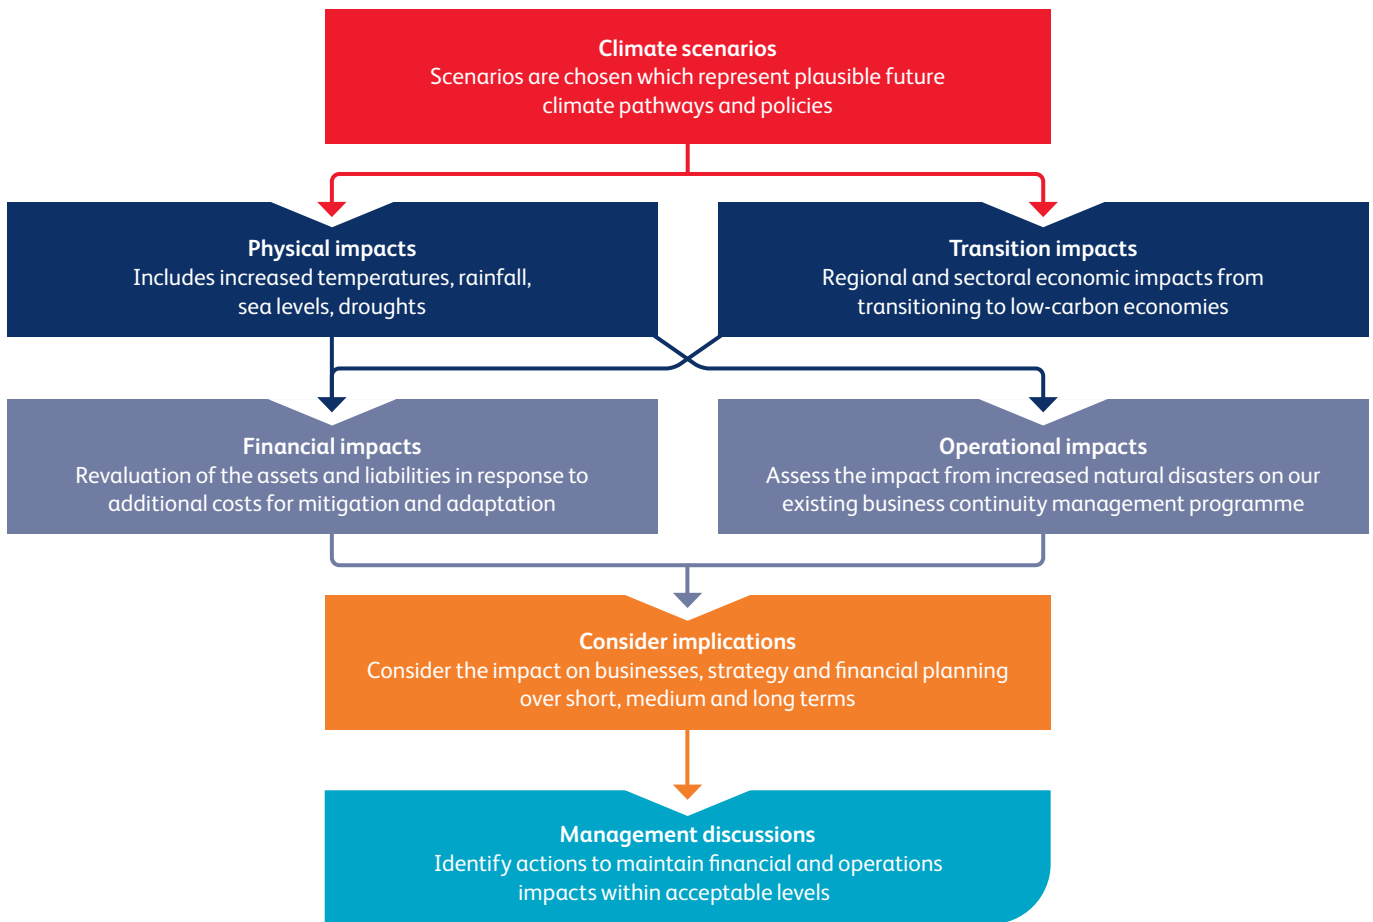 Climate scenarios
Scenarios are chosen which represent plausible future
climate pathways and policies
Physical impacts
Includes increased temperatures, rainfall,
sea levels, droughts
Transition impacts
Regional and sectoral economic impacts from
transitioning to low-carbon economies
Financial impacts
Revaluation of the assets and liabilities in response to
additional costs for mitigation and adaptation
Operational impacts
Assess the impact from increased natural disasters on our
existing business continuity management programme
Consider implications
Consider the impact on businesses, strategy and financial planning
over short, medium and long terms
Management discussions
Identify actions to maintain financial and operations
impacts within acceptable levels